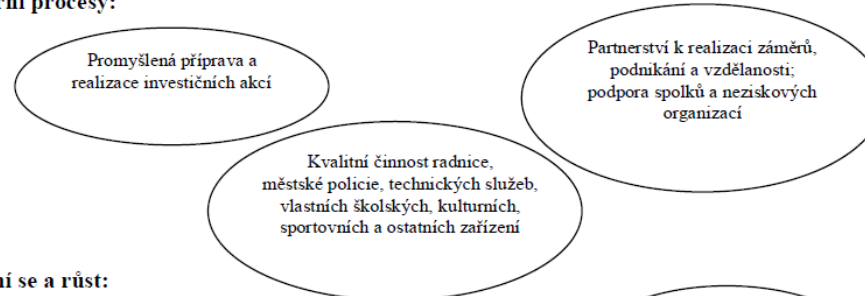 procesy:
Promyšlená příprava a
realizace investičních akcí
Partnerství k realizaci záměrů,
podnikání a vzdělanosti;
podpora spolků a neziskových
organizací
Kvalitní činnost radnice,
městské policie, technických služeb,
vlastních školských, kulturních,
sportovních a ostatních zařízení
se a růst: